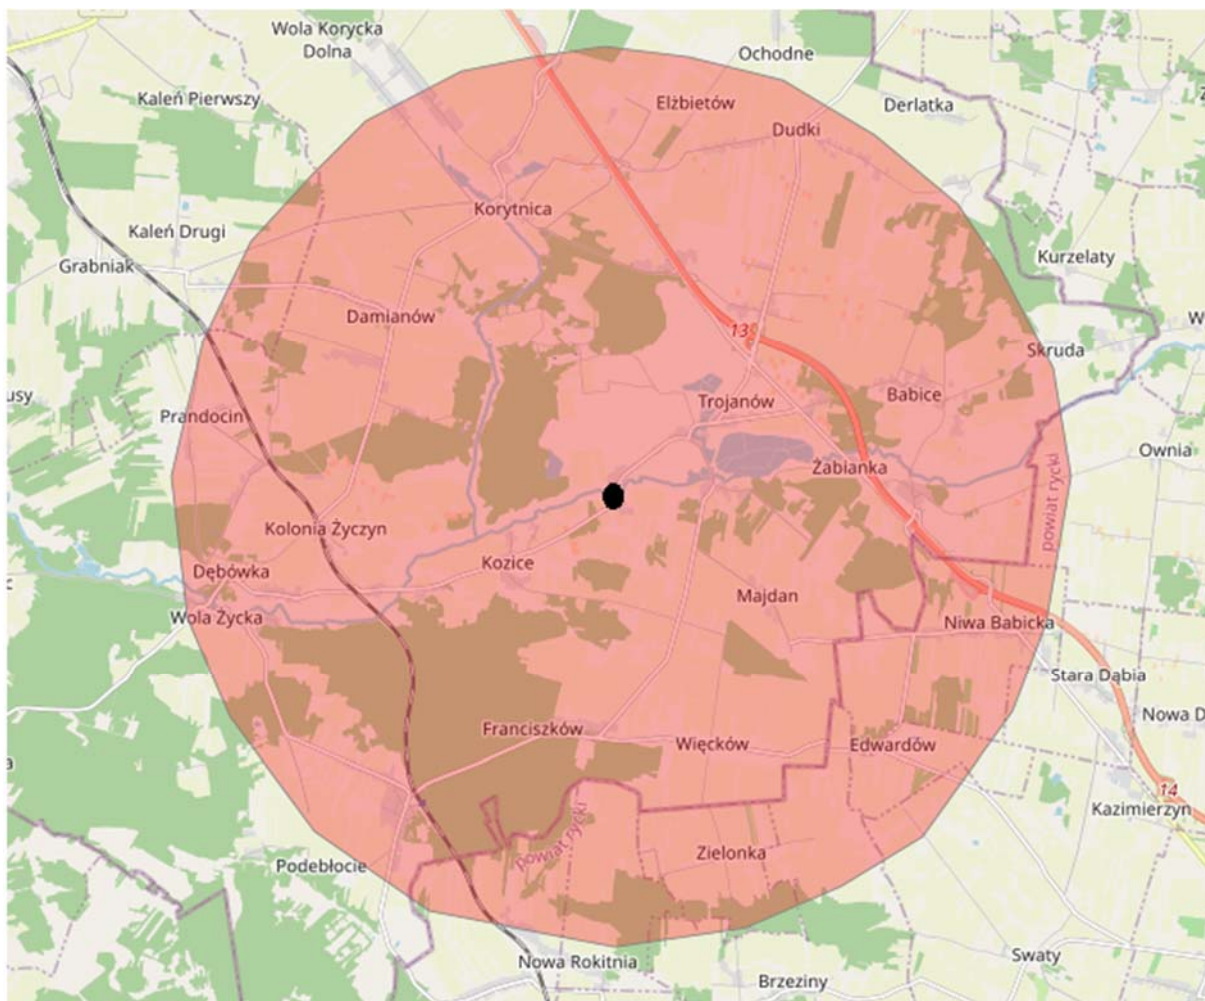 Wola Korycka
Dolna
Ochodne
Kaleń Pierwszy
Elżbietów
Derlatka
Dudki
Korytnica
Kaleń Drugi
Grabniak
Kurzelaty
Damianów
13
Skruda
usy
Prandocin
Trojanów
Babice
Ownia
Żabianka
powiat rycki
Kolonia Życzyn
Dębówka
Kozice
Majdan
Wola Życka
Niwa Babicka
Stara Dąbia
Nowa D
Franciszków
Więcków
Edwardów
14
Kazimierzyn
powiat rycki
Zielonka
Podebłocie
Swaty
Nowa Rokitnia
Brzeziny